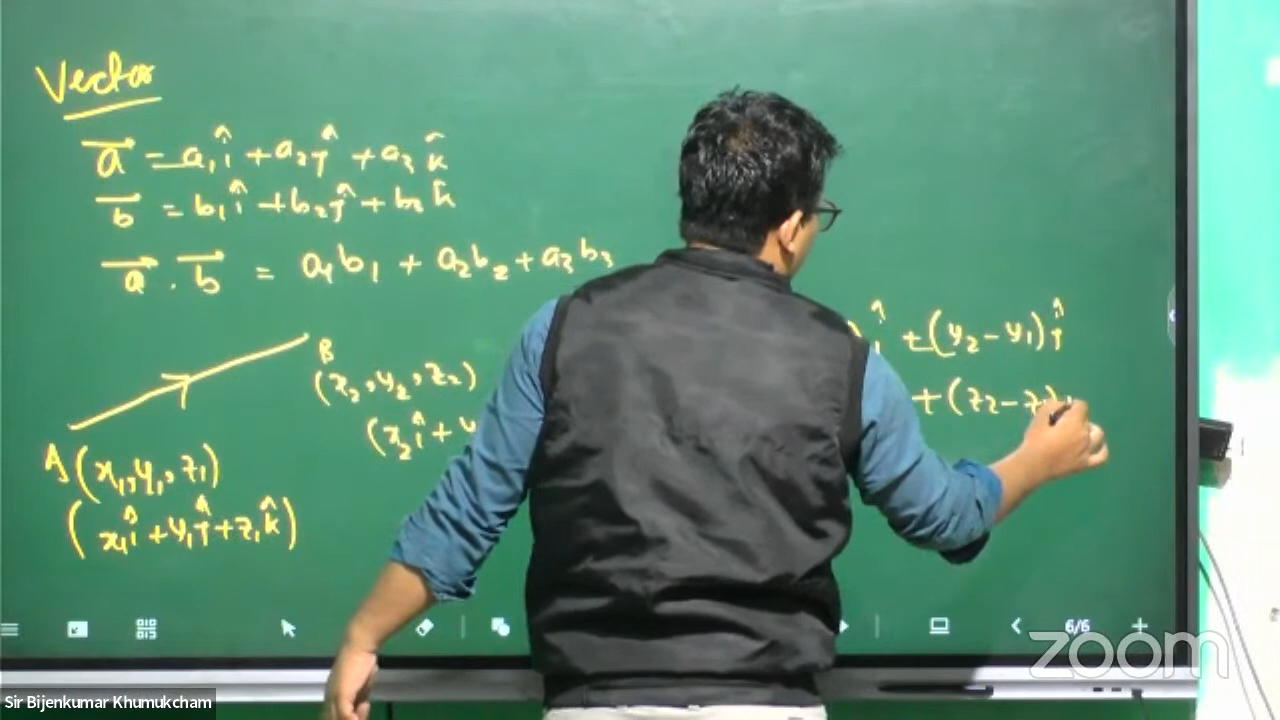 Vector
a⃗ = a₁î + a₂ĵ + a₃k̂
b⃗ = b₁î + b₂ĵ + b₃k̂
a⃗ . b⃗ = a₁b₁ + a₂b₂ + a₃b₃
)î + (y₂ – y₁)ĵ
+ (z₂ – z₁)
B
(x₂, y₂, z₂)
(x₂î + y
A (x₁, y₁, z₁)
(x₁î + y₁ĵ + z₁k̂)
6/6
zoom
Sir Bijenkumar Khumukcham